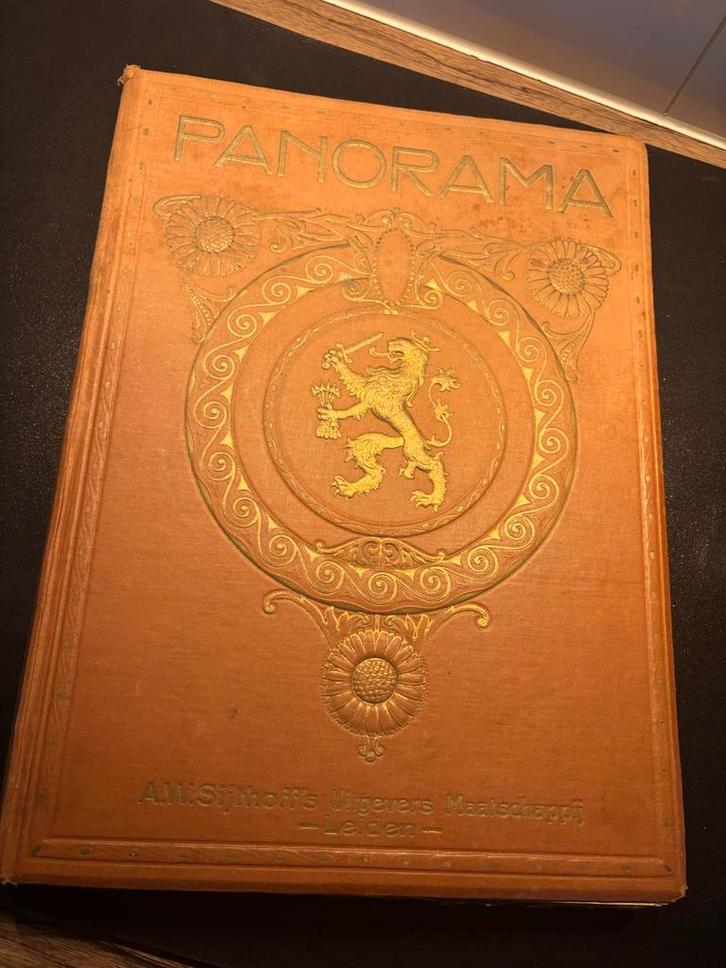 PANORAMA
A.W. Sijthoff's Uitgevers Maatschappij
— Leiden —